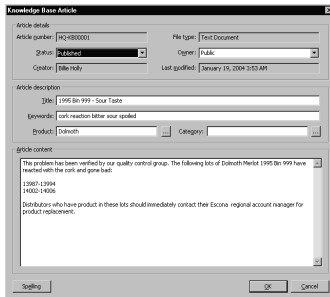 Knowledge Base Article
Article details
Article number: HQ-KB00001 File type: Text Document
Status: Published Owner: Public
Creator: Billie Holly Last modified: January 19, 2004 3:53 AM
Article description
Title: 1995 Bin 999 - Sour Taste
Keywords: cork reaction bitter sour spoiled
Product: Dolmoth ... Category: ...
Article content
This problem has been verified by our quality control group. The following lots of Dolmoth Merlot 1995 Bin 999 have
reacted with the cork and gone bad:
13987-13994
14002-14006
Distributors who have product in these lots should immediately contact their Escona regional account manager for
product replacement.
Spelling OK Cancel